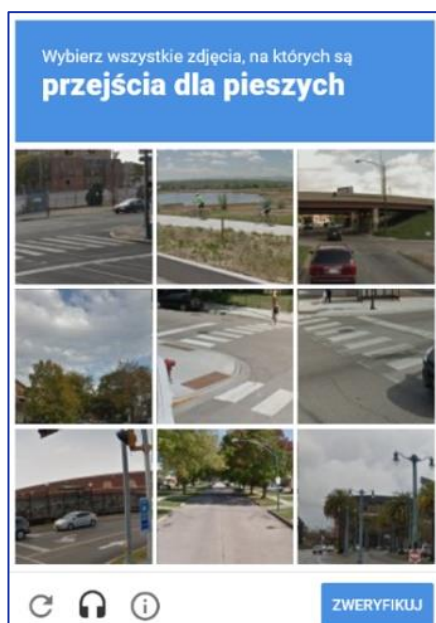 Wybierz wszystkie zdjęcia, na których są
przejścia dla pieszych
ZWERYFIKUJ